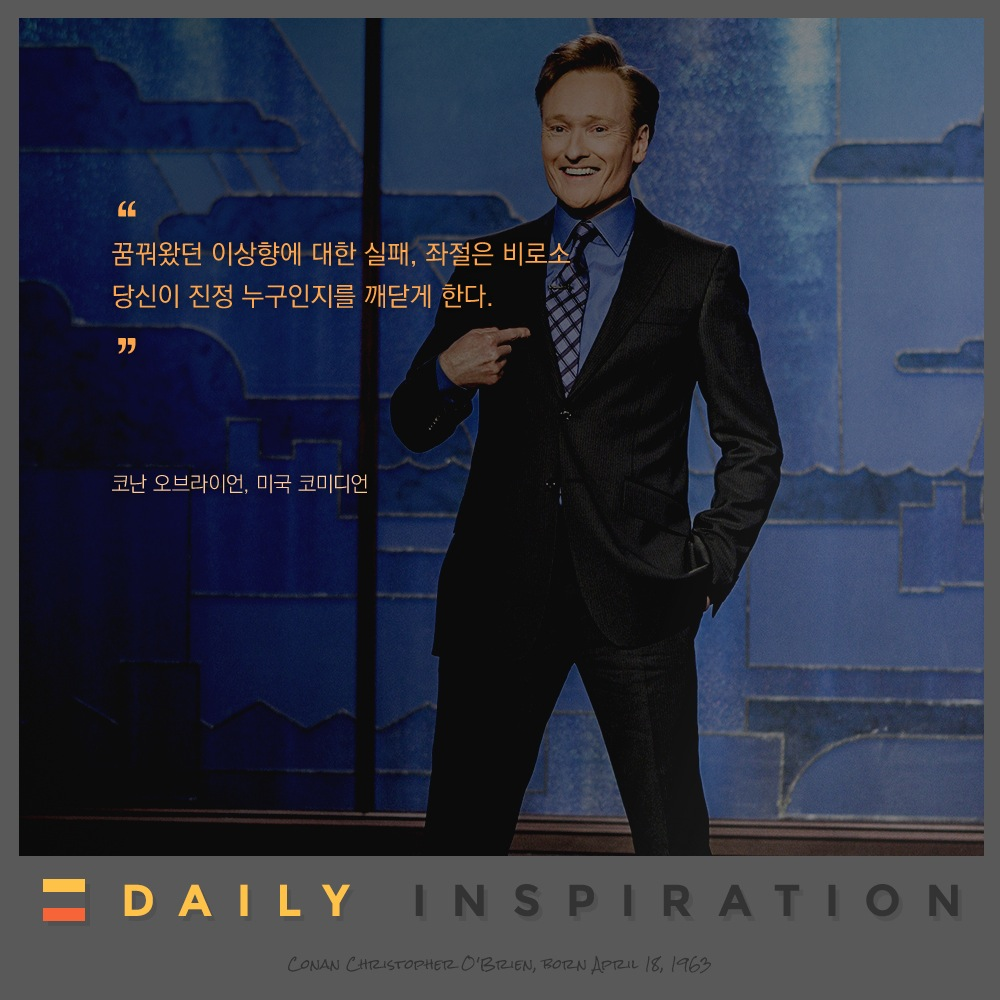 “
꿈꿔왔던 이상향에 대한 실패, 좌절은 비로소
당신이 진정 누구인지를 깨닫게 한다.
”
코난 오브라이언, 미국 코미디언
DAILY INSPIRATION
Conan Christopher O'Brien, born April 18, 1963